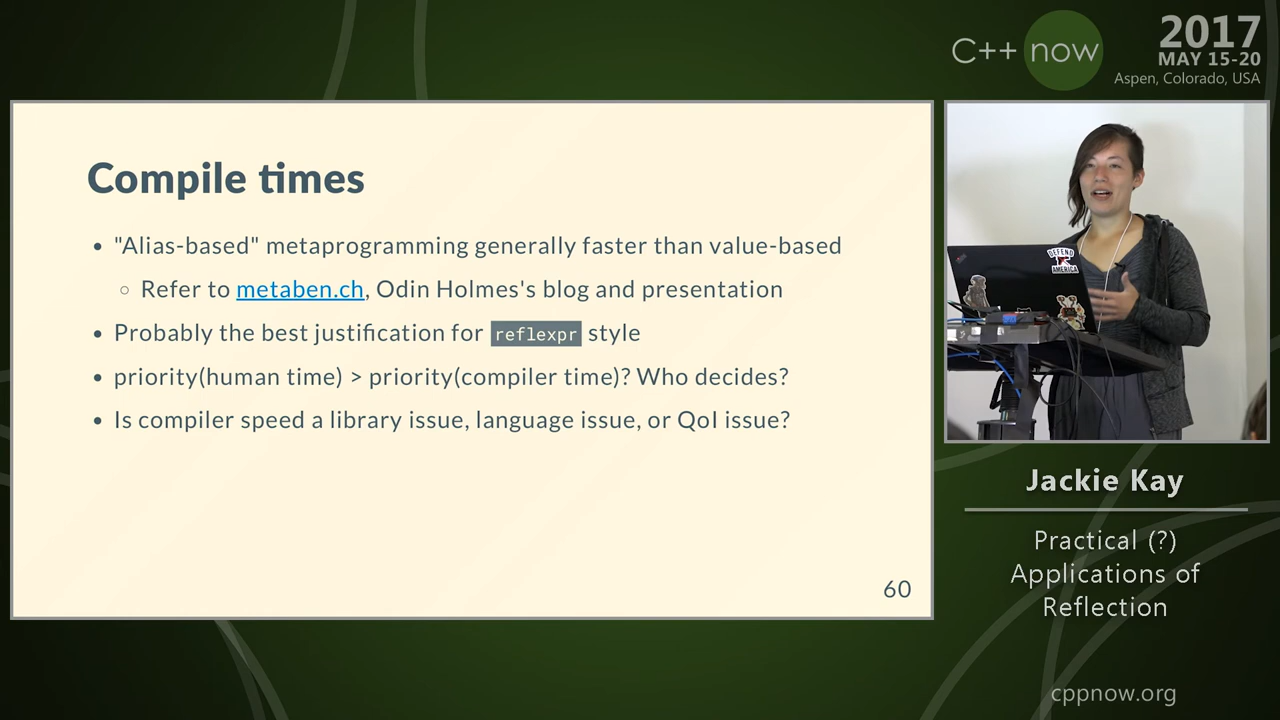 C++ now
2017
MAY 15-20
Aspen, Colorado, USA
Compile times
• "Alias-based" metaprogramming generally faster than value-based
○ Refer to metaben.ch, Odin Holmes's blog and presentation
• Probably the best justification for reflexpr style
• priority(human time) > priority(compiler time)? Who decides?
• Is compiler speed a library issue, language issue, or QoI issue?
60
DEFEND
AMERICA
Jackie Kay
Practical (?)
Applications of
Reflection
cppnow.org